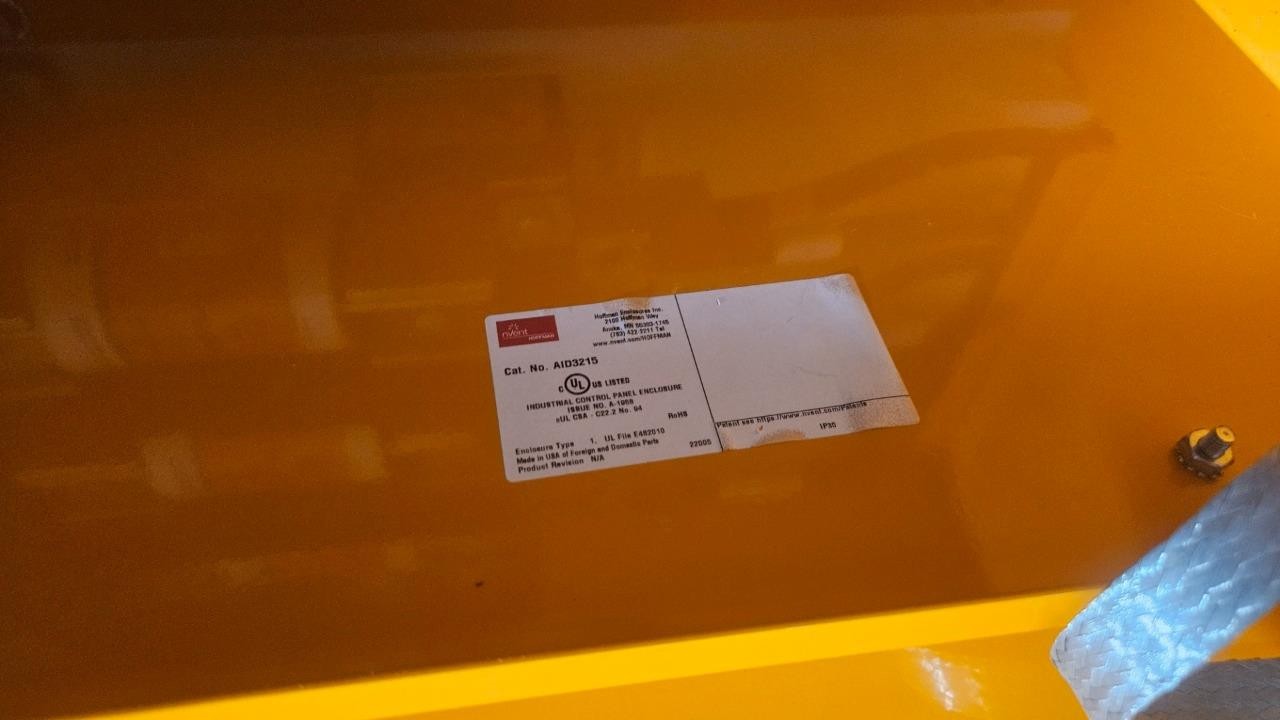 nVent
HOFFMAN
Hoffman Enclosures Inc.
2100 Hoffman Way
Anoka, MN 55303-1745
(763) 422-2211 Tel
www.nvent.com/HOFFMAN
Cat. No. AID3215
C UL US LISTED
INDUSTRIAL CONTROL PANEL ENCLOSURE
ISSUE NO. A-1988
cUL CSA - C22.2 No. 94
RoHS
Enclosure Type 1, UL File E482010
Made in USA of Foreign and Domestic Parts
22005
Product Revision N/A
Patent see https://www.nvent.com/Patents
IP30